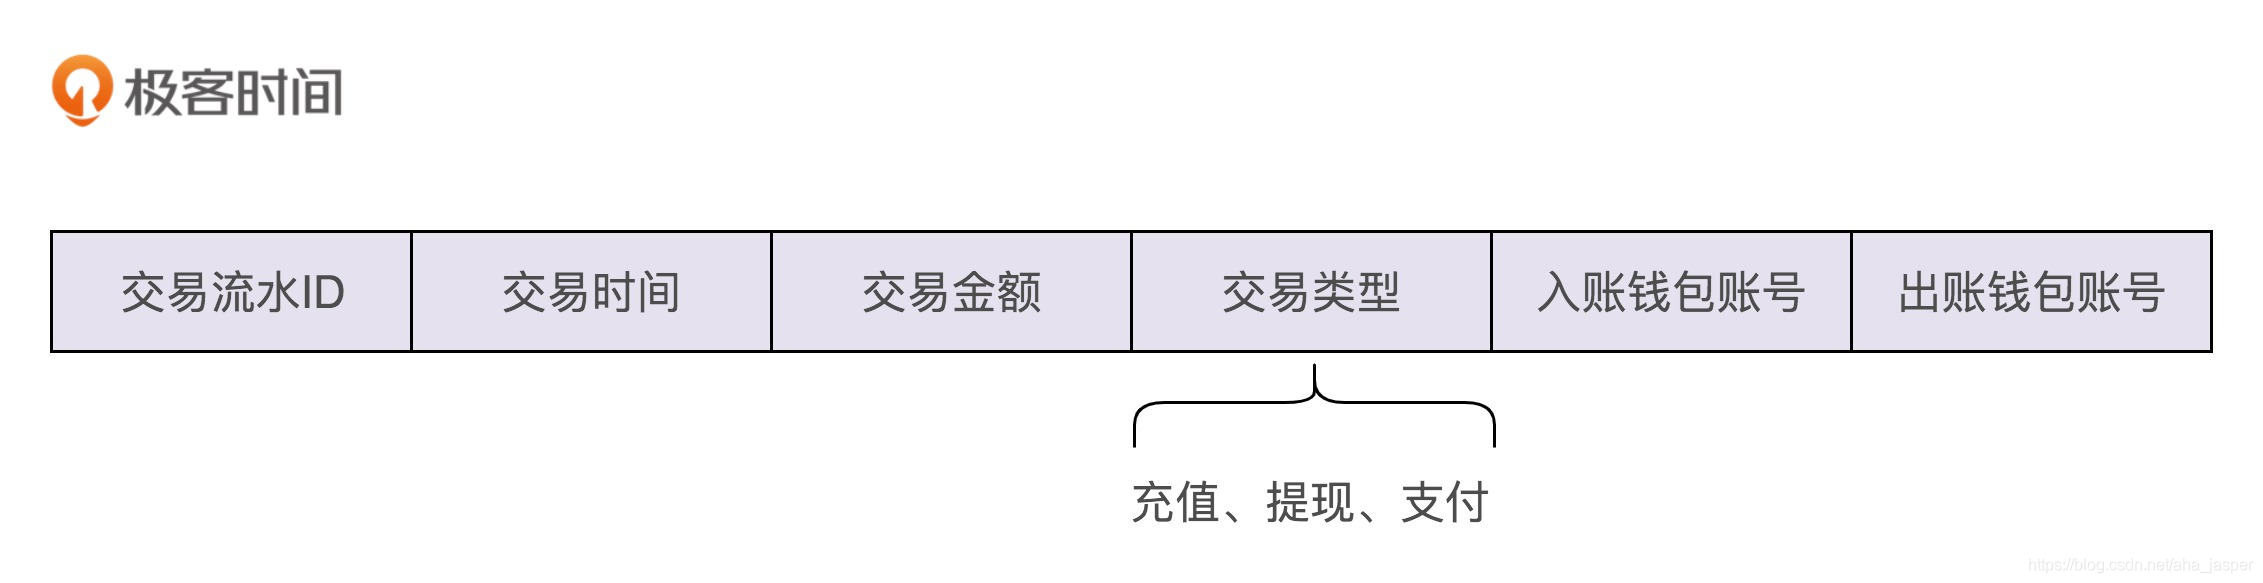 极客时间
交易流水ID 交易时间 交易金额 交易类型 入账钱包账号 出账钱包账号
充值、提现、支付
https://blog.csdn.net/aha_jasper